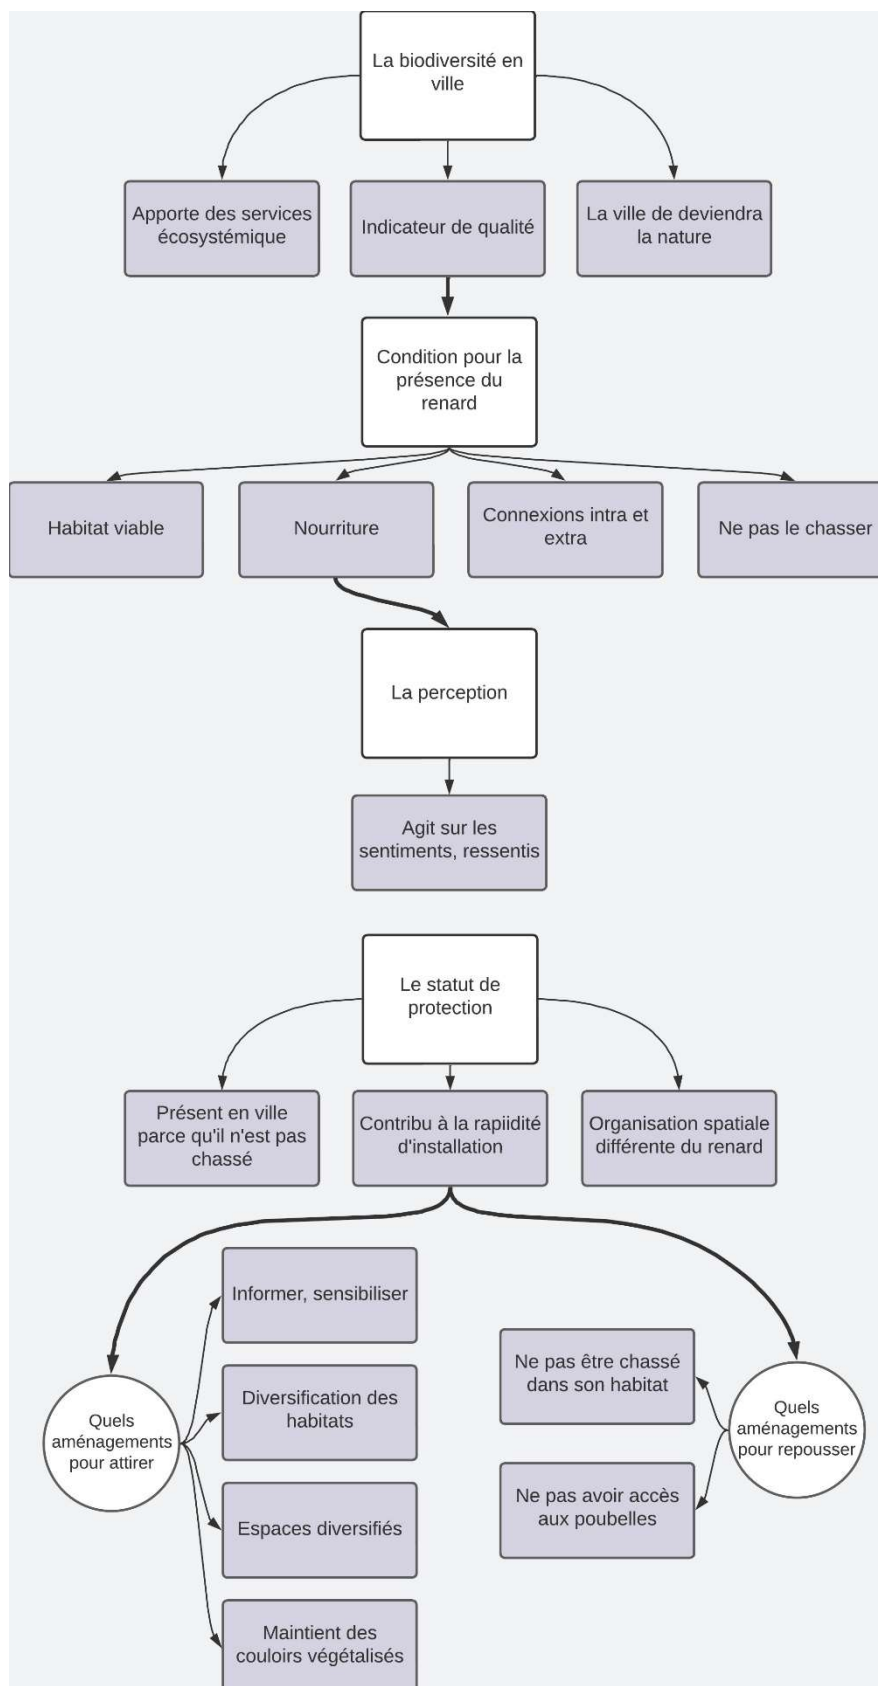 La biodiversité en
ville
Apporte des services
écosystémique
Indicateur de qualité
La ville de deviendra
la nature
Condition pour la
présence du
renard
Habitat viable
Nourriture
Connexions intra et
extra
Ne pas le chasser
La perception
Agit sur les
sentiments, ressentis
Le statut de
protection
Présent en ville
parce qu'il n'est pas
chassé
Contribu à la rapiidité
d'installation
Organisation spatiale
différente du renard
Quels
aménagements
pour attirer
Informer, sensibiliser
Diversification des
habitats
Espaces diversifiés
Maintient des
couloirs végétalisés
Ne pas être chassé
dans son habitat
Ne pas avoir accès
aux poubelles
Quels
aménagements
pour repousser